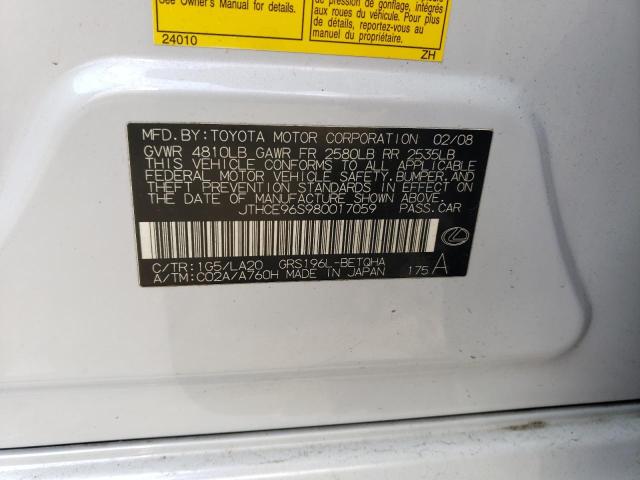 See Owner's Manual for details.
24010
de pression de gonflage, intégrés
aux roues du véhicule. Pour plus
de détails, reportez-vous au
manuel du propriétaire.
ZH
MFD.BY:TOYOTA MOTOR CORPORATION 02/08
GVWR 4810LB GAWR FR 2580LB RR 2535LB
THIS VEHICLE CONFORMS TO ALL APPLICABLE
FEDERAL MOTOR VEHICLE SAFETY,BUMPER,AND
THEFT PREVENTION STANDARDS IN EFFECT ON
THE DATE OF MANUFACTURE SHOWN ABOVE.
JTHCE96S980017059 PASS.CAR
C/TR:1G5/LA20 GRS196L-BETQHA
A/TM:C02A/A760H MADE IN JAPAN 175 A